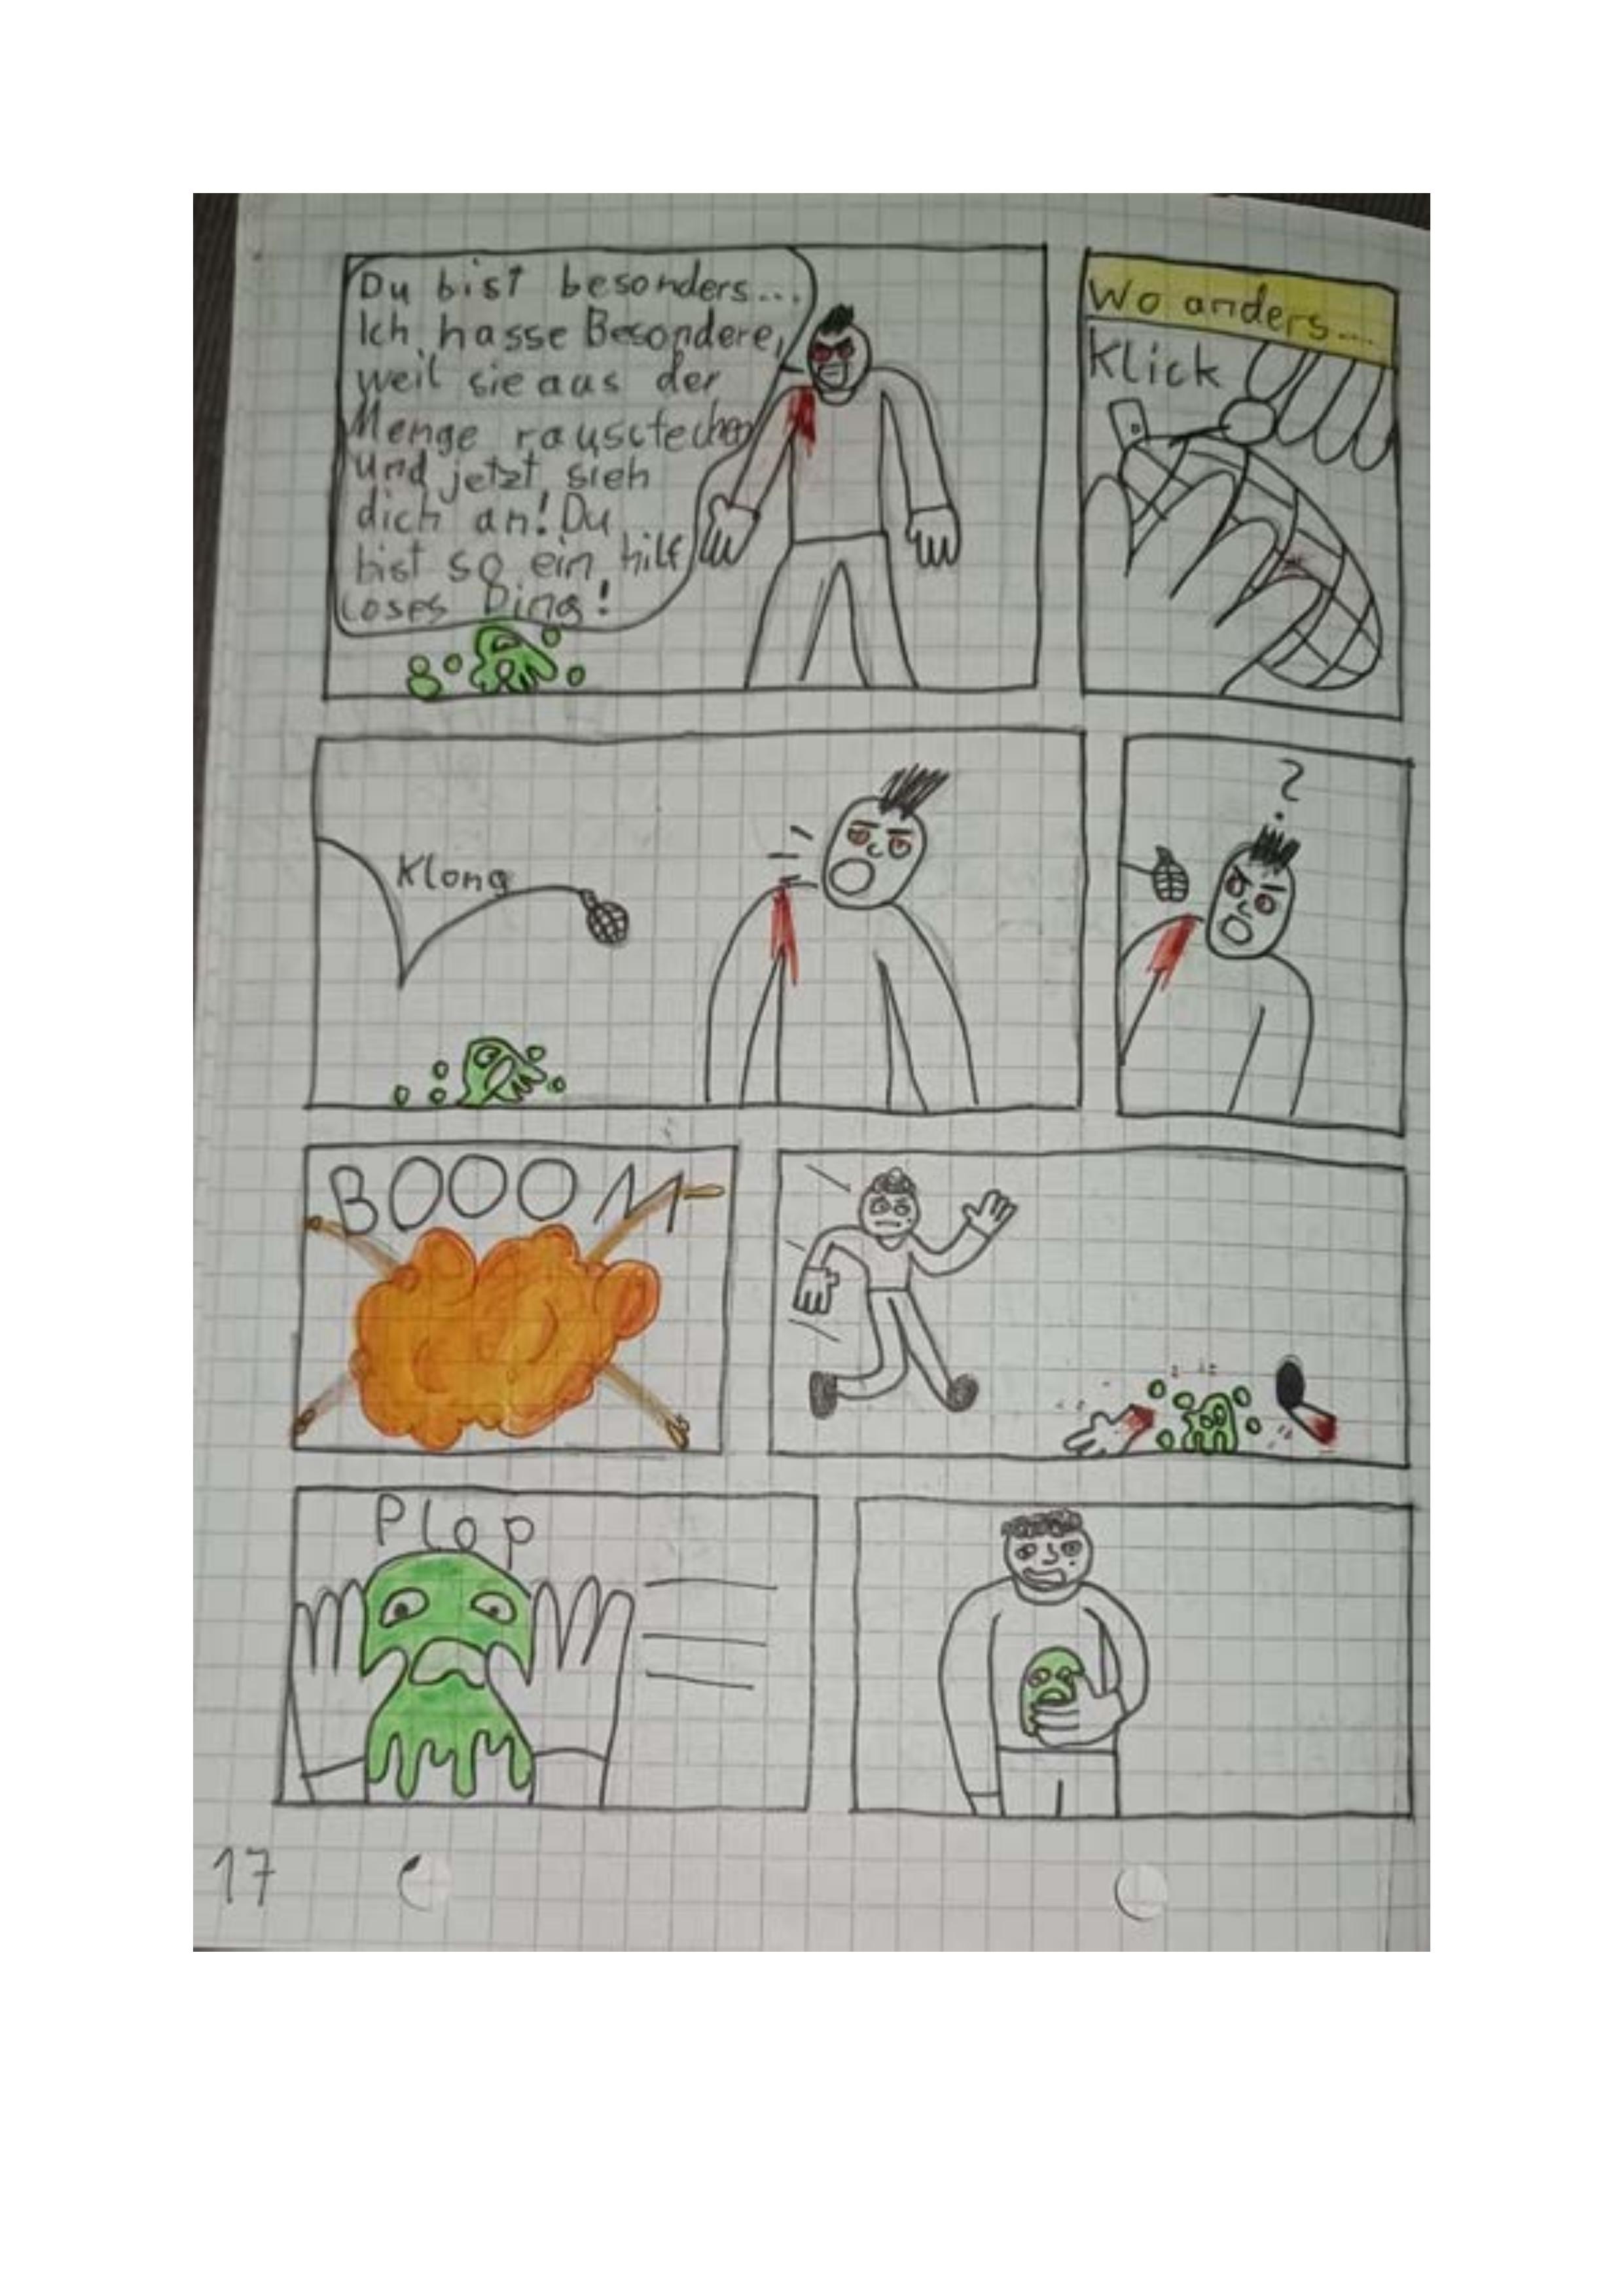 Du bist besonders...
Ich hasse Besondere,
weil sie aus der
Menge rausctechen
und jetzt sieh
dich an! Du
bist so ein hilf
loses Ding!
Wo anders...
Klick
Klong
?
BOOOM
Plop
17